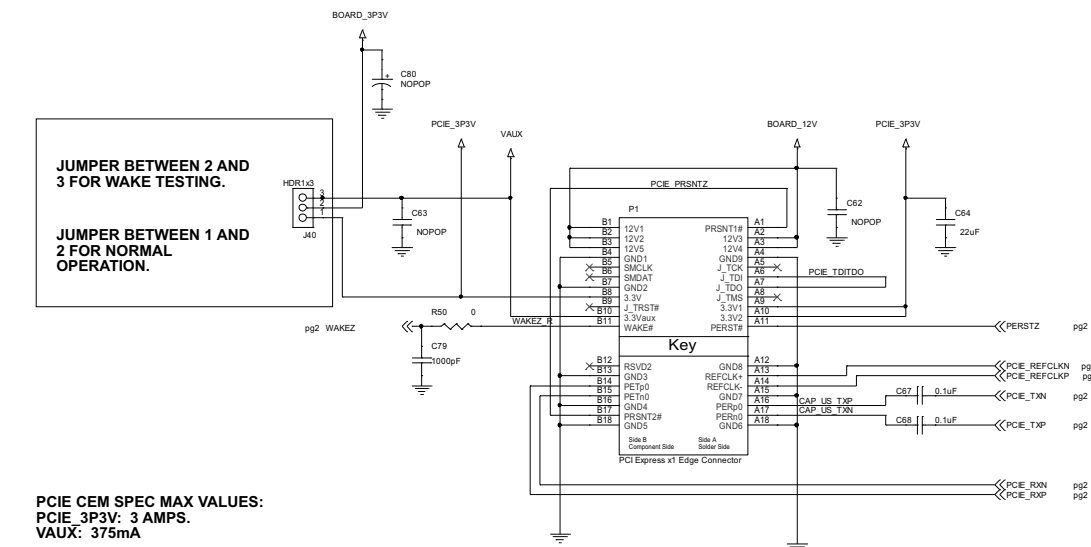 BOARD_3P3V
C80
NOPOP
JUMPER BETWEEN 2 AND
3 FOR WAKE TESTING.
JUMPER BETWEEN 1 AND
2 FOR NORMAL
OPERATION.
HDR1x3
3
2
1
J40
PCIE_3P3V
VAUX
C63
NOPOP
BOARD_12V
PCIE_3P3V
C62
NOPOP
C64
22uF
PCIE_PRSNTZ
P1
B1 12V1 PRSNT1# A1
B2 12V2 12V3 A2
B3 12V5 12V4 A3
B4 GND1 GND9 A4
B5 SMCLK J_TCK A5
B6 SMDAT J_TDI A6 PCIE_TDITDO
B7 GND2 J_TDO A7
B8 3.3V J_TMS A8
B9 J_TRST# 3.3V1 A9
B10 3.3Vaux 3.3V2 A10
B11 WAKE# PERST# A11
Key
B12 RSVD2 GND8 A12
B13 GND3 REFCLK+ A13
B14 PETp0 REFCLK- A14
B15 PETn0 GND7 A15
B16 GND4 PERp0 A16
B17 PRSNT2# PERn0 A17
B18 GND5 GND6 A18
Side B
Component Side
Side A
Solder Side
PCI Express x1 Edge Connector
pg2 WAKEZ
R50 0
WAKEZ_R
C79
1000pF
PERSTZ pg2
PCIE_REFCLKN pg
PCIE_REFCLKP pg
CAP_US_TXP
C67 0.1uF
PCIE_TXN pg2
CAP_US_TXN
C68 0.1uF
PCIE_TXP pg2
PCIE_RXN pg2
PCIE_RXP pg2
PCIE CEM SPEC MAX VALUES:
PCIE_3P3V: 3 AMPS.
VAUX: 375mA